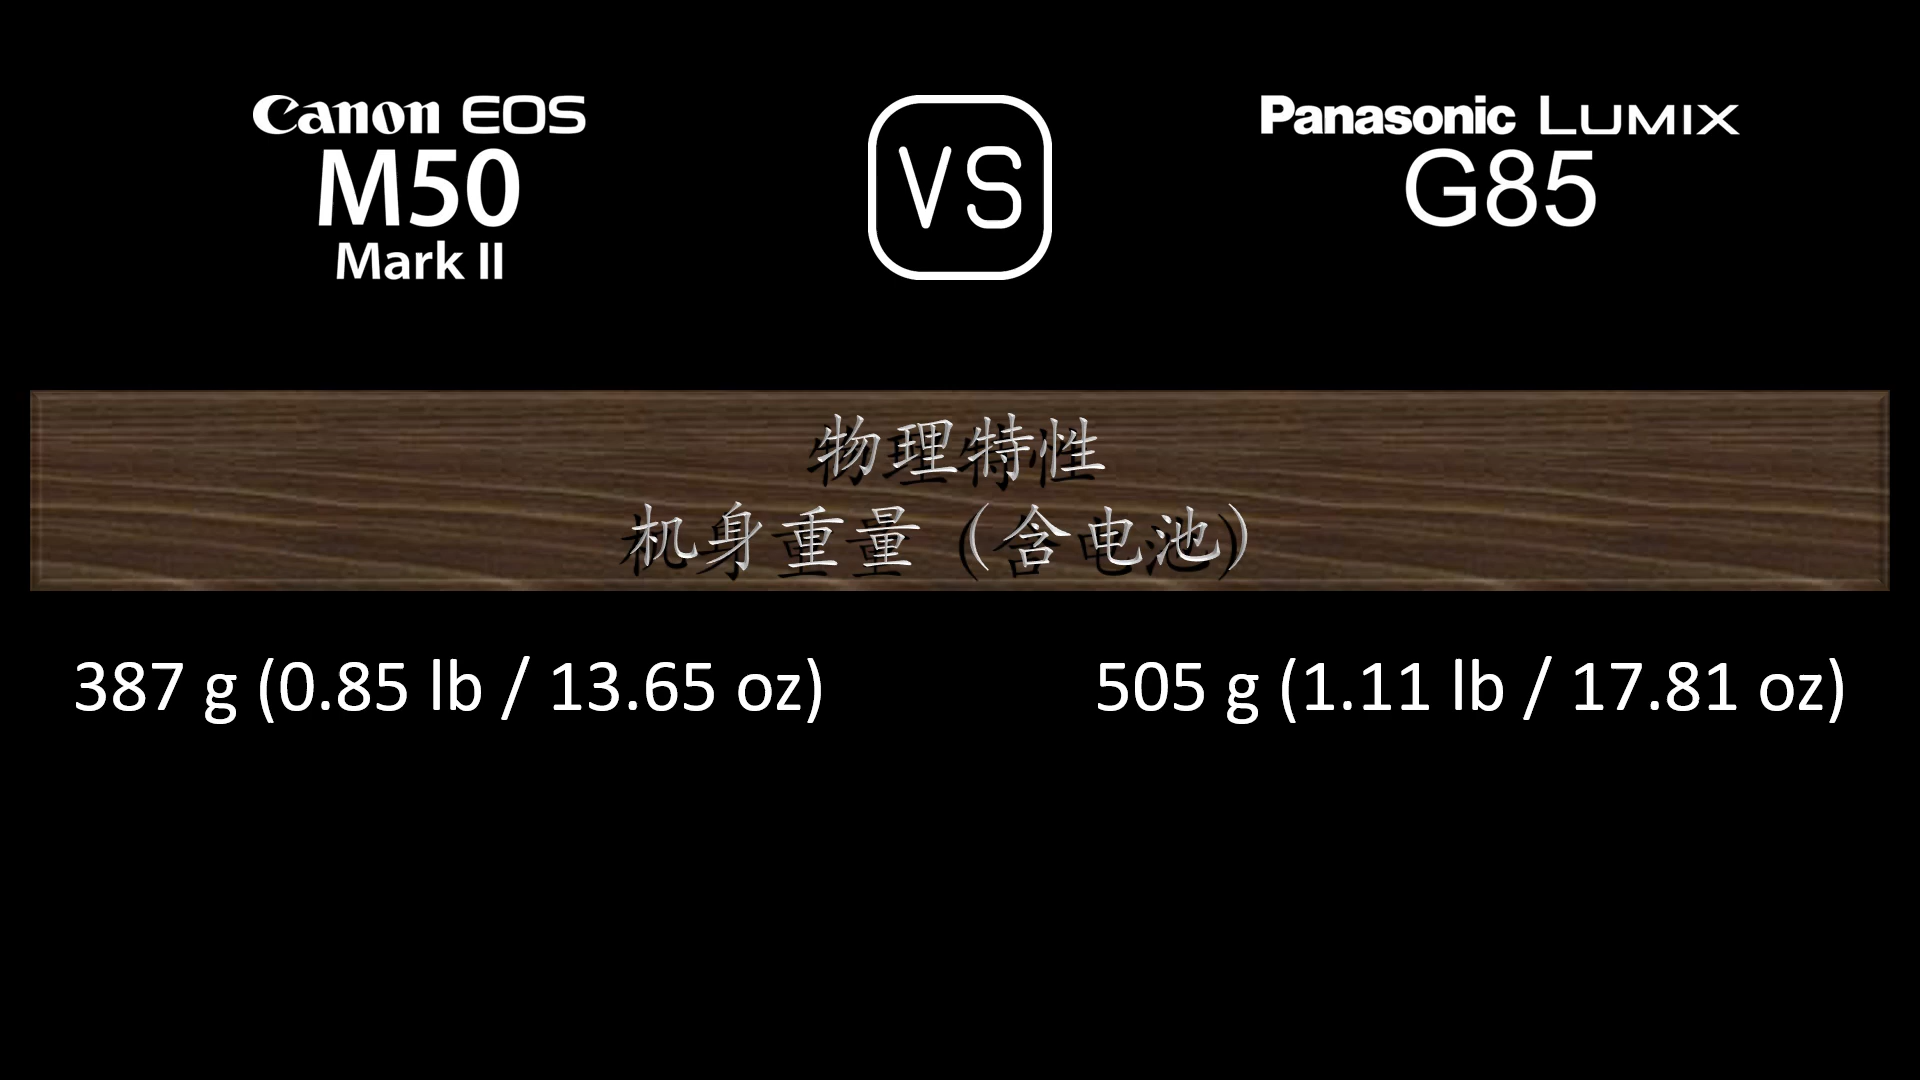 Canon EOS
M50
Mark II
VS
Panasonic LUMIX
G85
物理特性
机身重量（含电池）
387 g (0.85 lb / 13.65 oz)
505 g (1.11 lb / 17.81 oz)